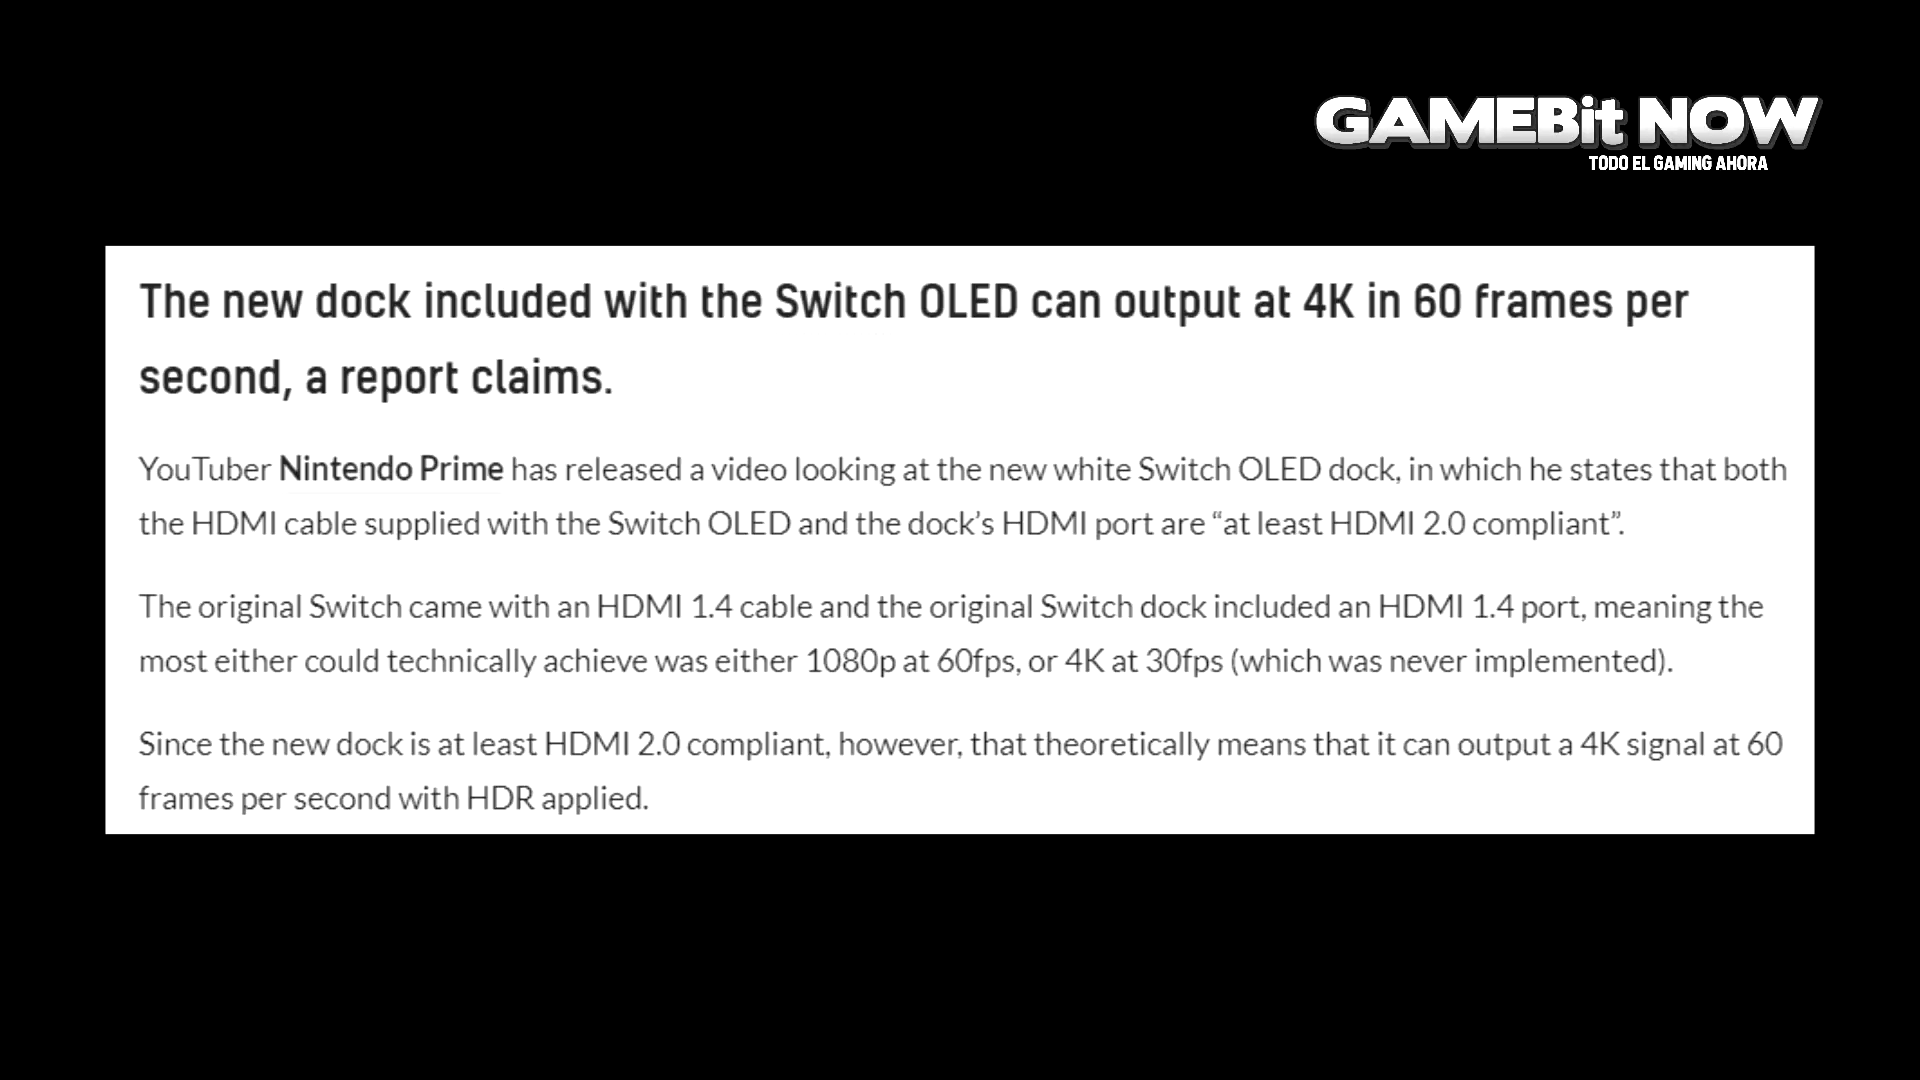 GAMEBit NOW
TODO EL GAMING AHORA
The new dock included with the Switch OLED can output at 4K in 60 frames per
second, a report claims.
YouTuber Nintendo Prime has released a video looking at the new white Switch OLED dock, in which he states that both
the HDMI cable supplied with the Switch OLED and the dock’s HDMI port are “at least HDMI 2.0 compliant”.
The original Switch came with an HDMI 1.4 cable and the original Switch dock included an HDMI 1.4 port, meaning the
most either could technically achieve was either 1080p at 60fps, or 4K at 30fps (which was never implemented).
Since the new dock is at least HDMI 2.0 compliant, however, that theoretically means that it can output a 4K signal at 60
frames per second with HDR applied.